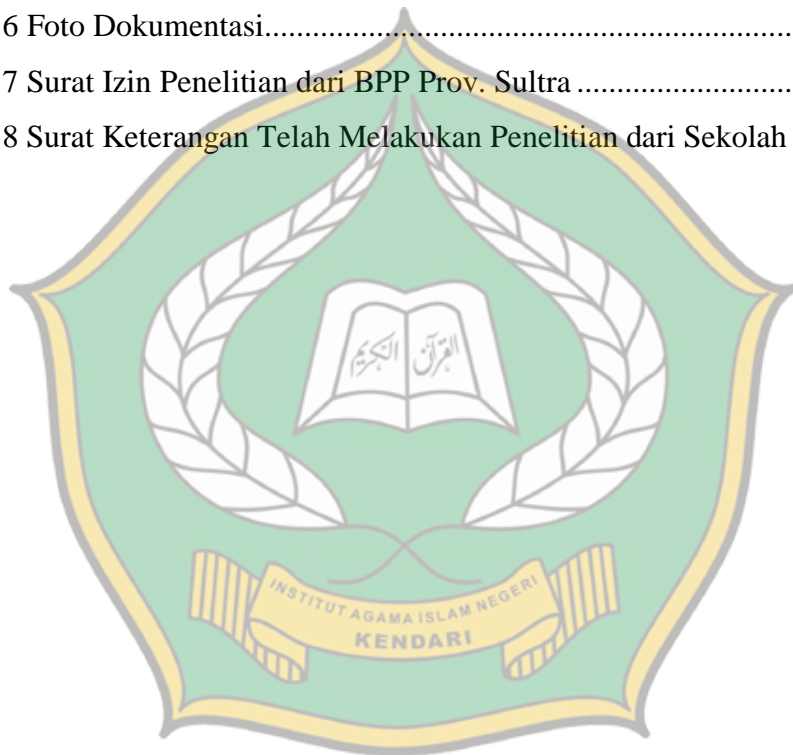 6 Foto Dokumentasi..................................................................
7 Surat Izin Penelitian dari BPP Prov. Sultra...........................
8 Surat Keterangan Telah Melakukan Penelitian dari Sekolah
القرآن الكريم
INSTITUT AGAMA ISLAM NEGERI
KENDARI